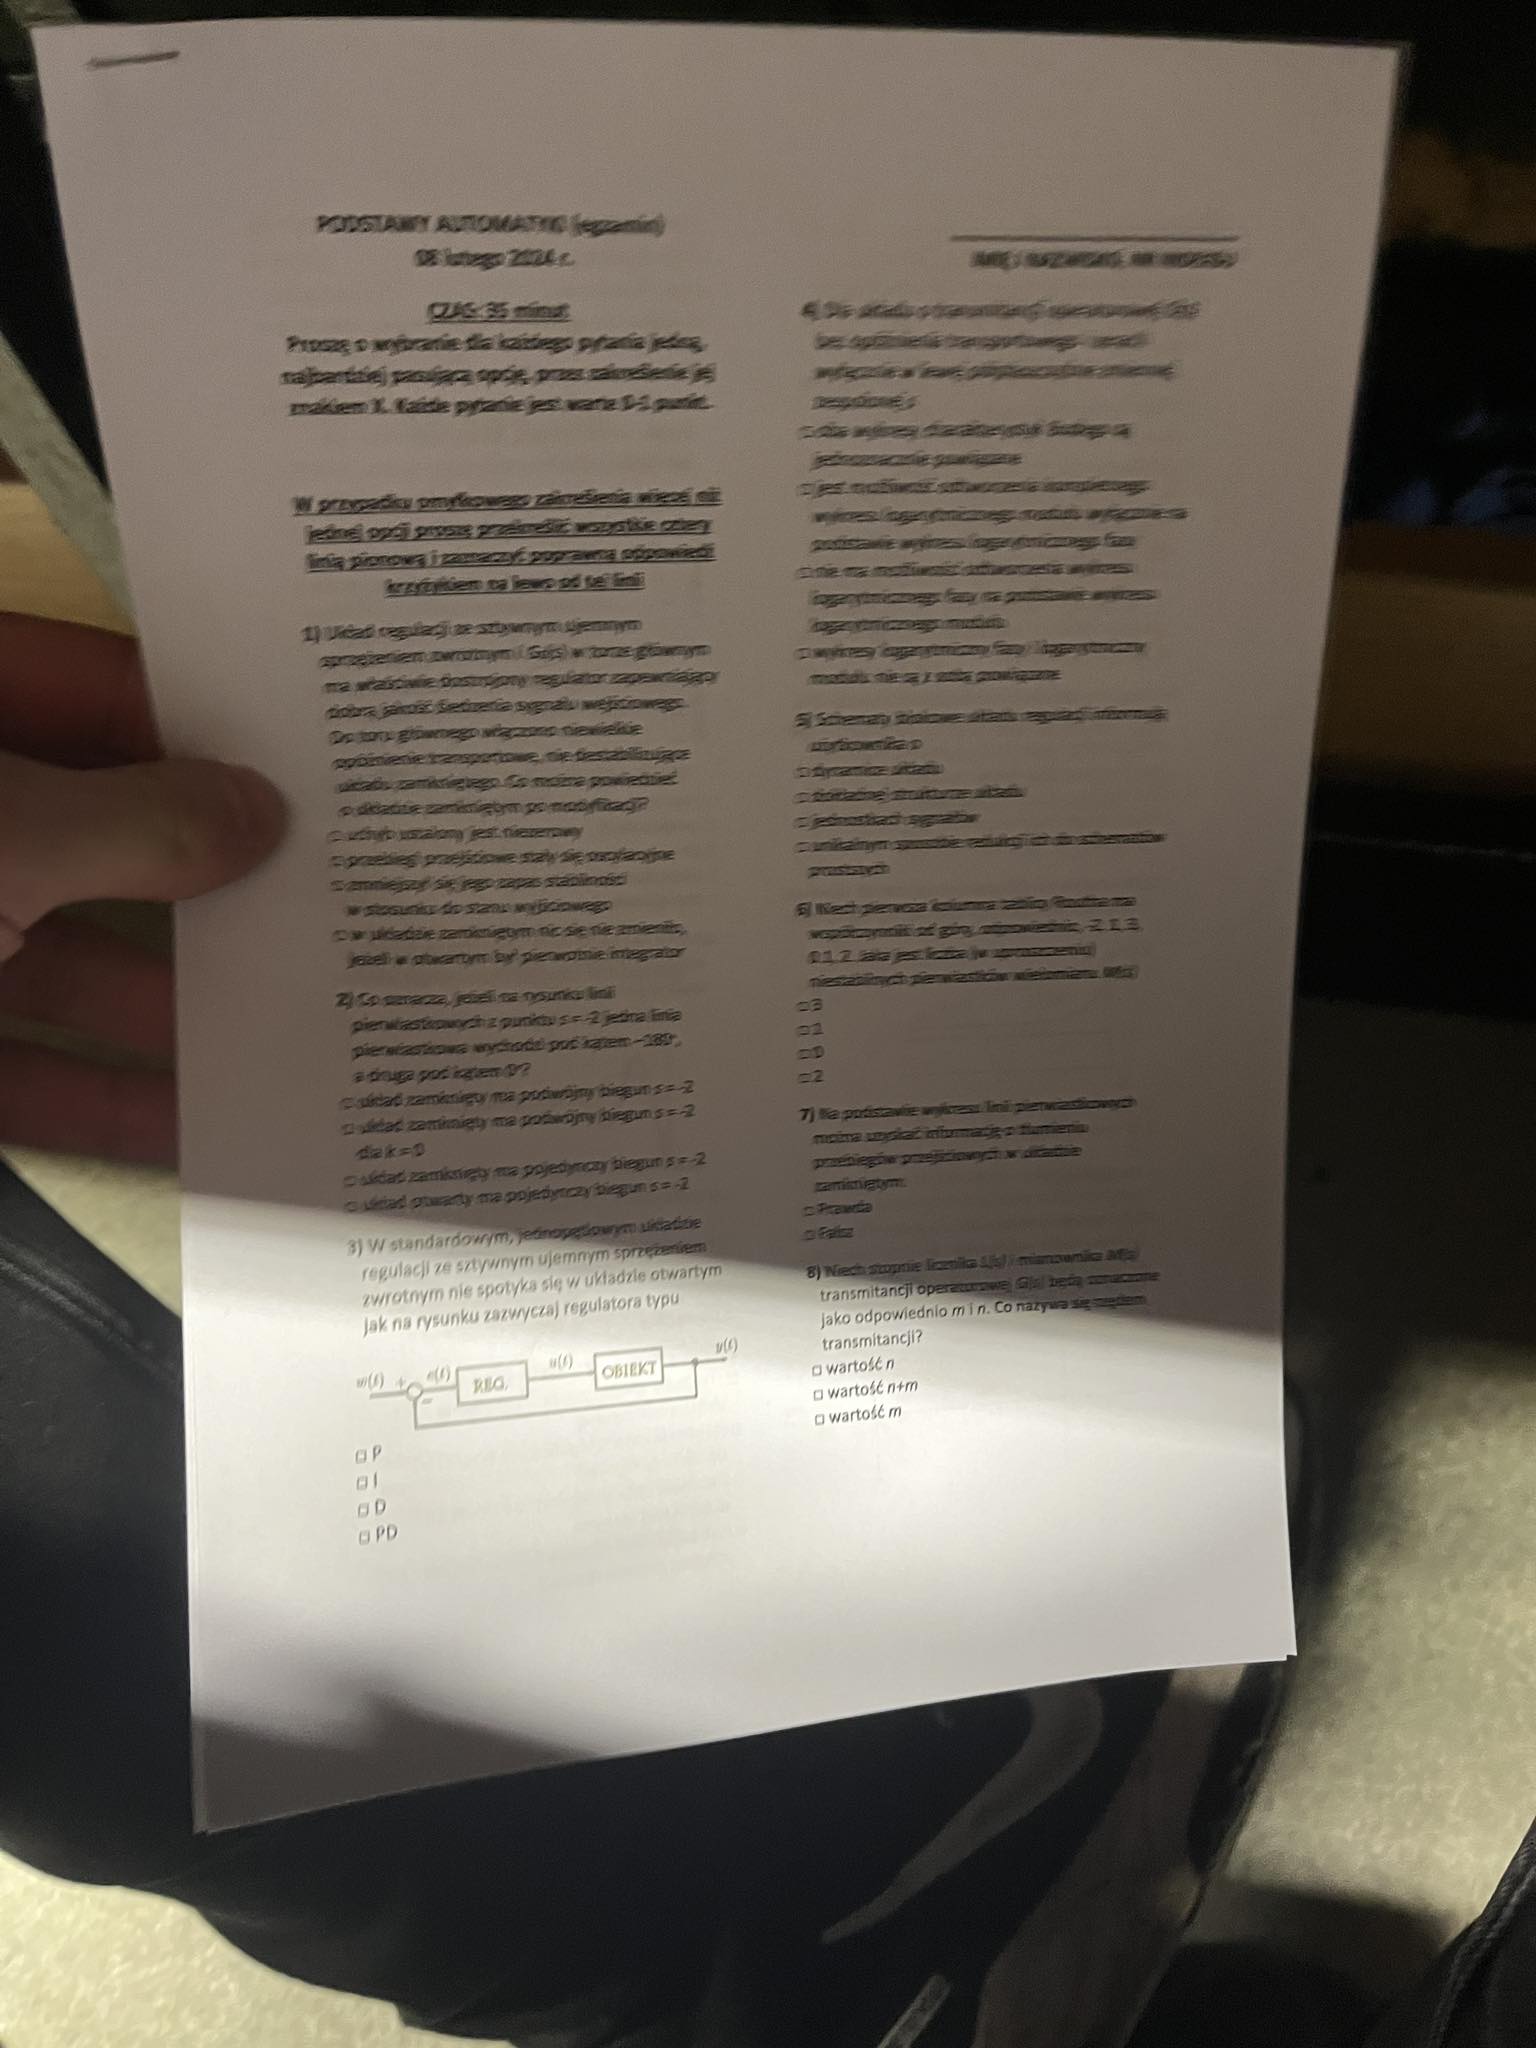 PODSTAWY AUTOMATYKI (egzamin)
08 lutego 2024 r.
CZAS: 35 minut
Proszę o wybranie dla każdego pytania jedną,
najbardziej pasującą opcję, przez zakreślenie jej
znakiem X. Każde pytanie jest warte 0-1 punkt.
W przypadku omyłkowego zakreślenia więcej niż
jednej opcji proszę przekreślić wszystkie cztery
linią pionową i zaznaczyć poprawną odpowiedź
krzyżykiem na lewo od tej linii
1) Układ regulacji ze sztywnym ujemnym
sprzężeniem zwrotnym i G₀(s) w torze głównym
ma właściwie dostrojony regulator zapewniający
dobrą jakość śledzenia sygnału wejściowego.
Do toru głównego włączono niewielkie
opóźnienie transportowe, nie destabilizujące
układu zamkniętego. Co można powiedzieć
o układzie zamkniętym po modyfikacji?
□ uchyb ustalony jest niezerowy
□ przebiegi przejściowe stały się oscylacyjne
□ zmniejszył się jego zapas stabilności
w stosunku do stanu wyjściowego
□ w układzie zamkniętym nic się nie zmieniło,
jeżeli w otwartym był pierwotnie integrator
2) Co oznacza, jeżeli na rysunku linii
pierwiastkowych z punktu s = -2 jedna linia
pierwiastkowa wychodzi pod kątem −180°,
a druga pod kątem 0°?
□ układ zamknięty ma podwójny biegun s = -2
□ układ zamknięty ma podwójny biegun s = -2
dla k = 0
□ układ zamknięty ma pojedynczy biegun s = -2
□ układ otwarty ma pojedynczy biegun s = -2
3) W standardowym, jednopętlowym układzie
regulacji ze sztywnym ujemnym sprzężeniem
zwrotnym nie spotyka się w układzie otwartym
jak na rysunku zazwyczaj regulatora typu
w(t) + e(t) REG. u(t) OBIEKT y(t)
−
□ P
□ I
□ D
□ PD
IMIĘ I NAZWISKO, NR INDEKSU
4) Dla układu o transmitancji operatorowej G(s)
bez opóźnienia transportowego i zerach
wyłącznie w lewej półpłaszczyźnie zmiennej
zespolonej s
□ oba wykresy charakterystyk Bodego są
jednoznacznie powiązane
□ jest możliwość odtworzenia kompletnego
wykresu logarytmicznego modułu wyłącznie na
podstawie wykresu logarytmicznego fazy
□ nie ma możliwości odtworzenia wykresu
logarytmicznego fazy na podstawie wykresu
logarytmicznego modułu
□ wykresy logarytmiczny fazy i logarytmiczny
modułu nie są z sobą powiązane
5) Schematy blokowe układu regulacji informują
użytkownika o
□ dynamice układu
□ dokładnej strukturze układu
□ jednostkach sygnałów
□ unikalnym sposobie redukcji ich do schematów
prostszych
6) Niech pierwsza kolumna tablicy Routha ma
współczynniki od góry, odpowiednio, -2, 1, 3,
0.1, 2. Jaka jest liczba (w uproszczeniu)
niestabilnych pierwiastków wielomianu M(s)
□ 3
□ 1
□ 0
□ 2
7) Na podstawie wykresu linii pierwiastkowych
można uzyskać informację o tłumieniu
przebiegów przejściowych w układzie
zamkniętym:
□ Prawda
□ Fałsz
8) Niech stopnie licznika L(s) i mianownika M(s)
transmitancji operatorowej G(s) będą oznaczone
jako odpowiednio m i n. Co nazywa się rzędem
transmitancji?
□ wartość n
□ wartość n+m
□ wartość m